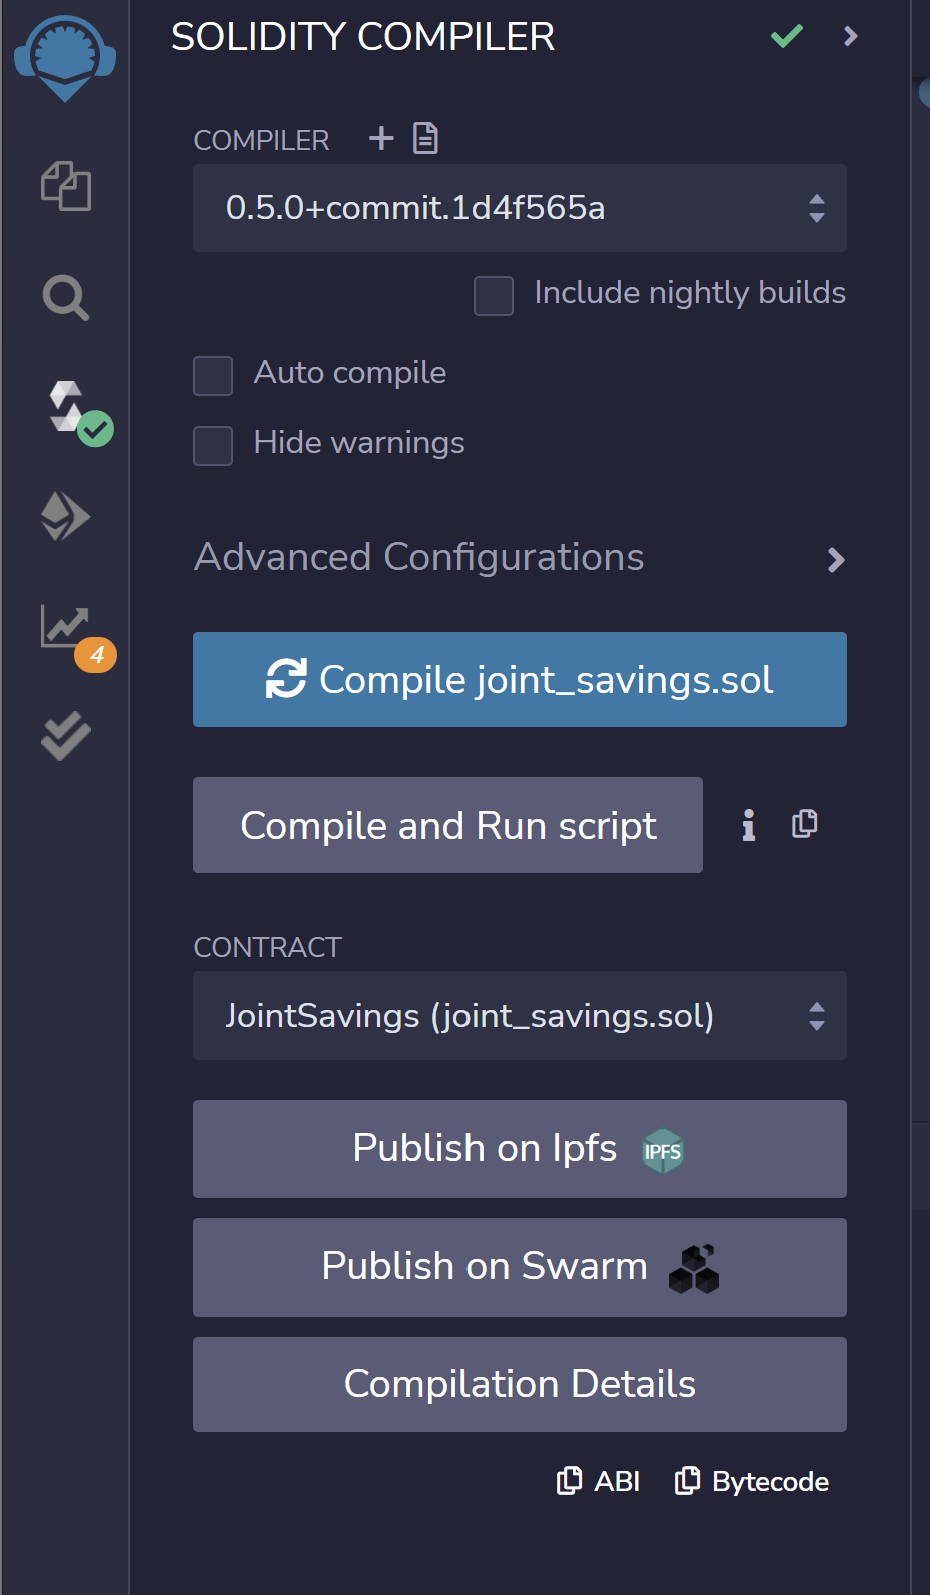 SOLIDITY COMPILER
COMPILER
0.5.0+commit.1d4f565a
Include nightly builds
Auto compile
Hide warnings
Advanced Configurations
4
Compile joint_savings.sol
Compile and Run script
CONTRACT
JointSavings (joint_savings.sol)
Publish on Ipfs IPFS
Publish on Swarm
Compilation Details
ABI Bytecode